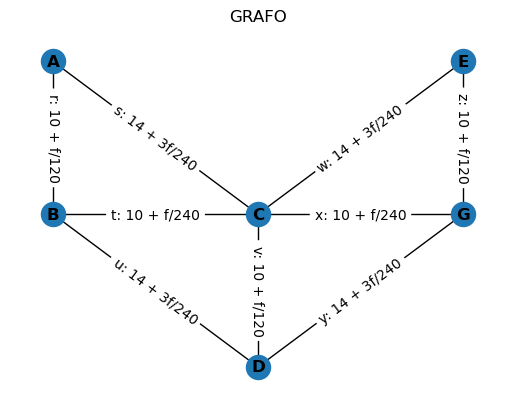 GRAFO
A
E
r: 10 + f/120
s: 14 + 3f/240
w: 14 + 3f/240
z: 10 + f/120
B
t: 10 + f/240
C
x: 10 + f/240
G
u: 14 + 3f/240
v: 10 + f/120
y: 14 + 3f/240
D